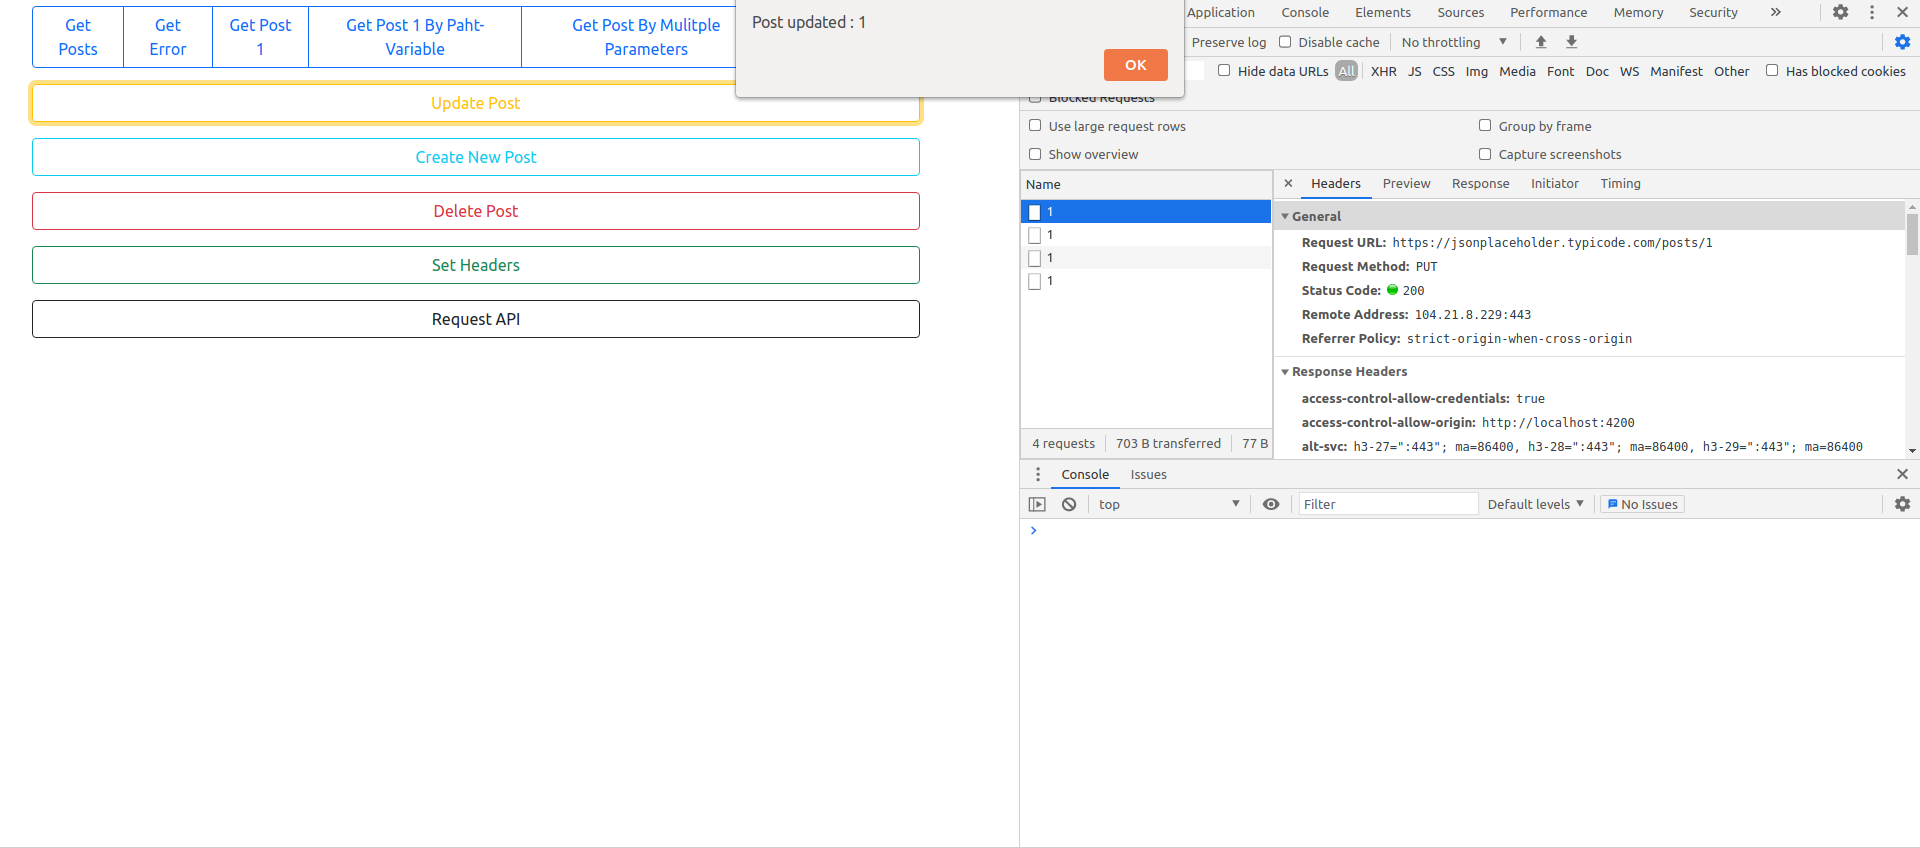 Get Posts
Get Error
Get Post 1
Get Post 1 By Paht-Variable
Get Post By Mulitple Parameters
Update Post
Create New Post
Delete Post
Set Headers
Request API
Post updated : 1
OK
Application Console Elements Sources Performance Memory Security »
Preserve log Disable cache No throttling
Hide data URLs All XHR JS CSS Img Media Font Doc WS Manifest Other Has blocked cookies
Blocked Requests
Use large request rows Group by frame
Show overview Capture screenshots
Name
1
1
1
1
4 requests 703 B transferred 77 B
× Headers Preview Response Initiator Timing
General
Request URL: https://jsonplaceholder.typicode.com/posts/1
Request Method: PUT
Status Code: 200
Remote Address: 104.21.8.229:443
Referrer Policy: strict-origin-when-cross-origin
Response Headers
access-control-allow-credentials: true
access-control-allow-origin: http://localhost:4200
alt-svc: h3-27=":443"; ma=86400, h3-28=":443"; ma=86400, h3-29=":443"; ma=86400
Console Issues
top Filter Default levels No Issues